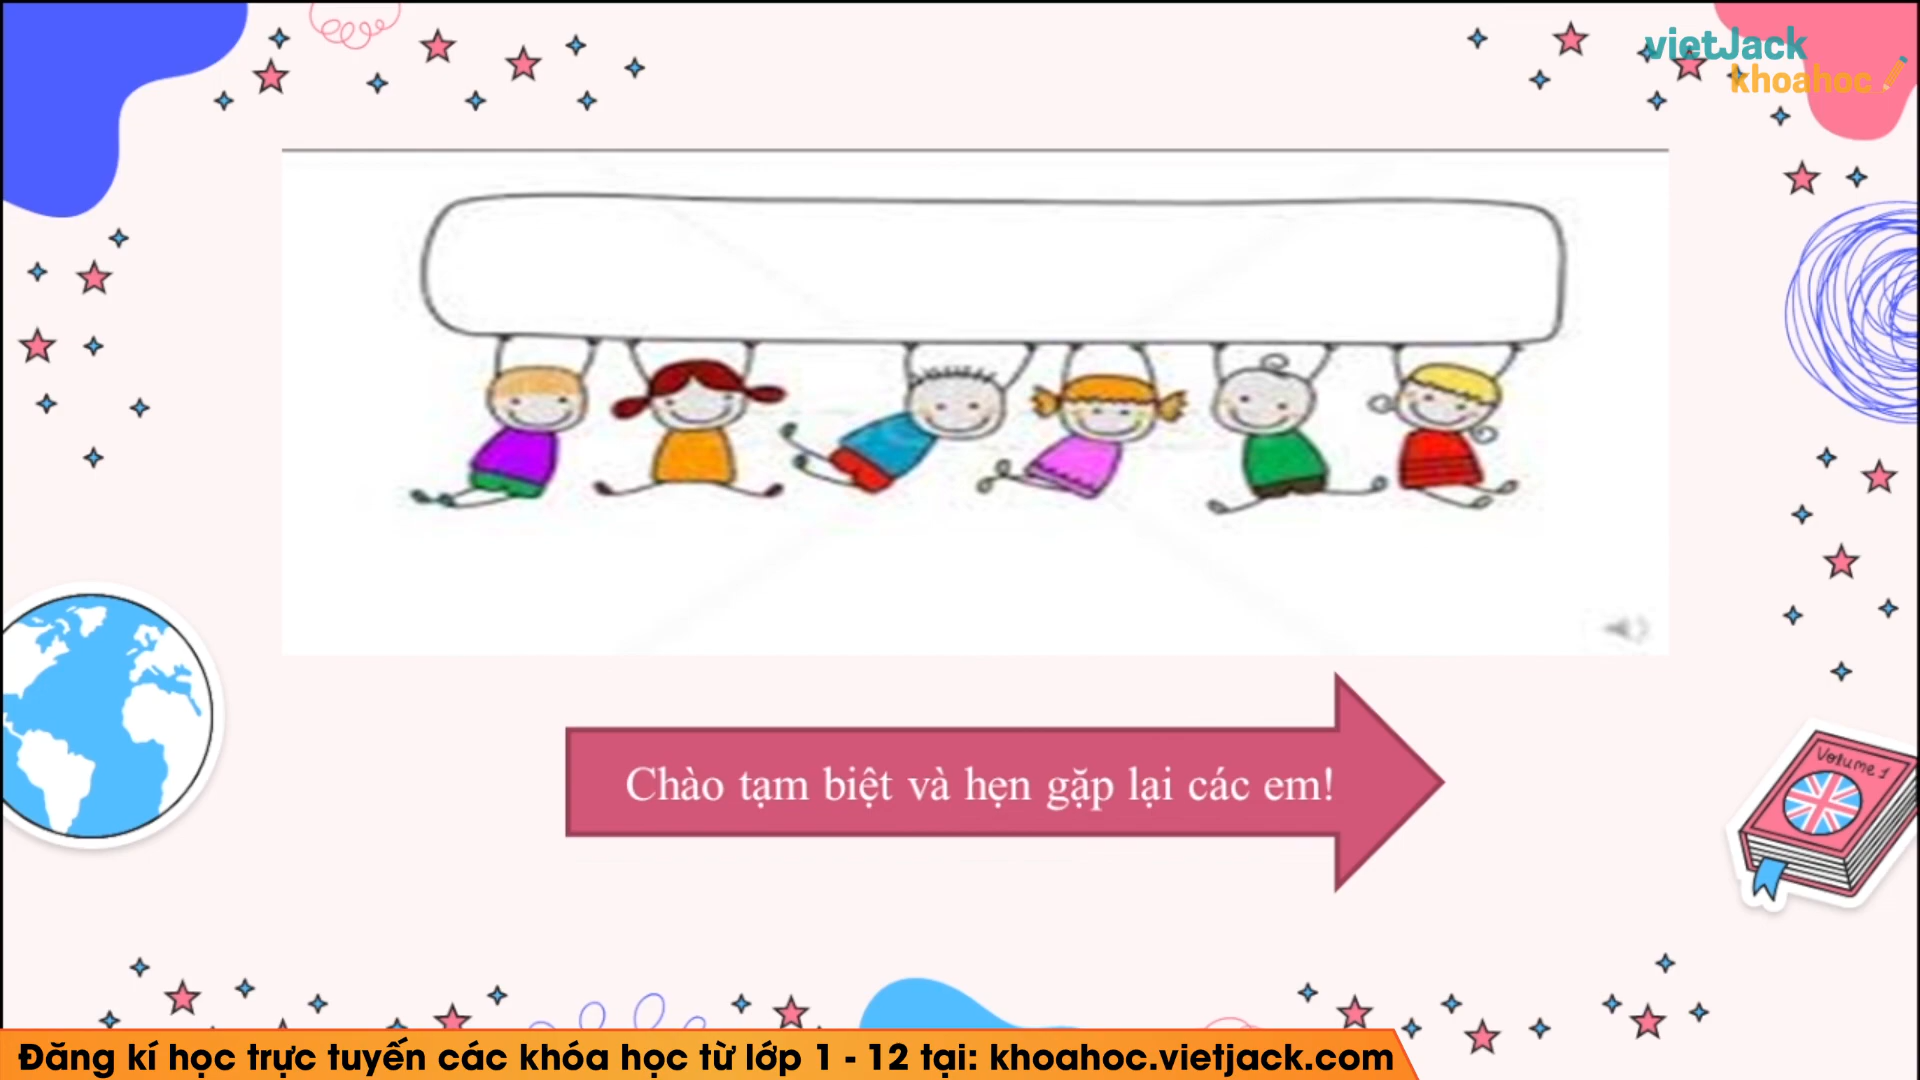 vietJack
khoahoc
Chào tạm biệt và hẹn gặp lại các em!
Volume 1
Đăng kí học trực tuyến các khóa học từ lớp 1 - 12 tại: khoahoc.vietjack.com